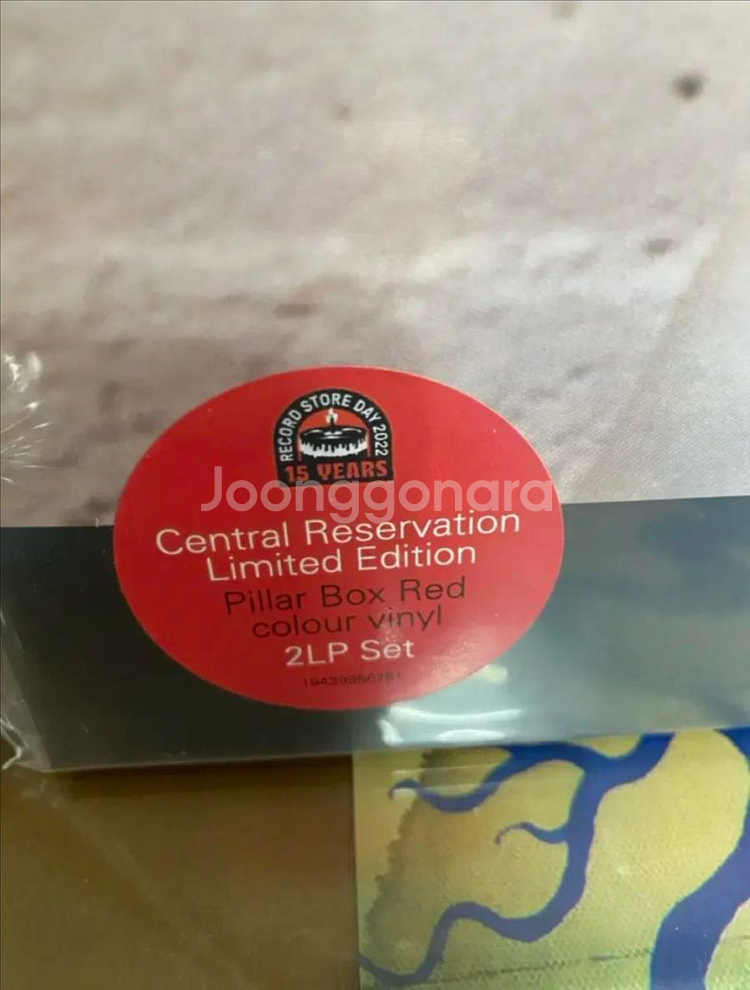 RECORD STORE DAY 2022
15 YEARS
Joonggonara
Central Reservation
Limited Edition
Pillar Box Red
colour vinyl
2LP Set